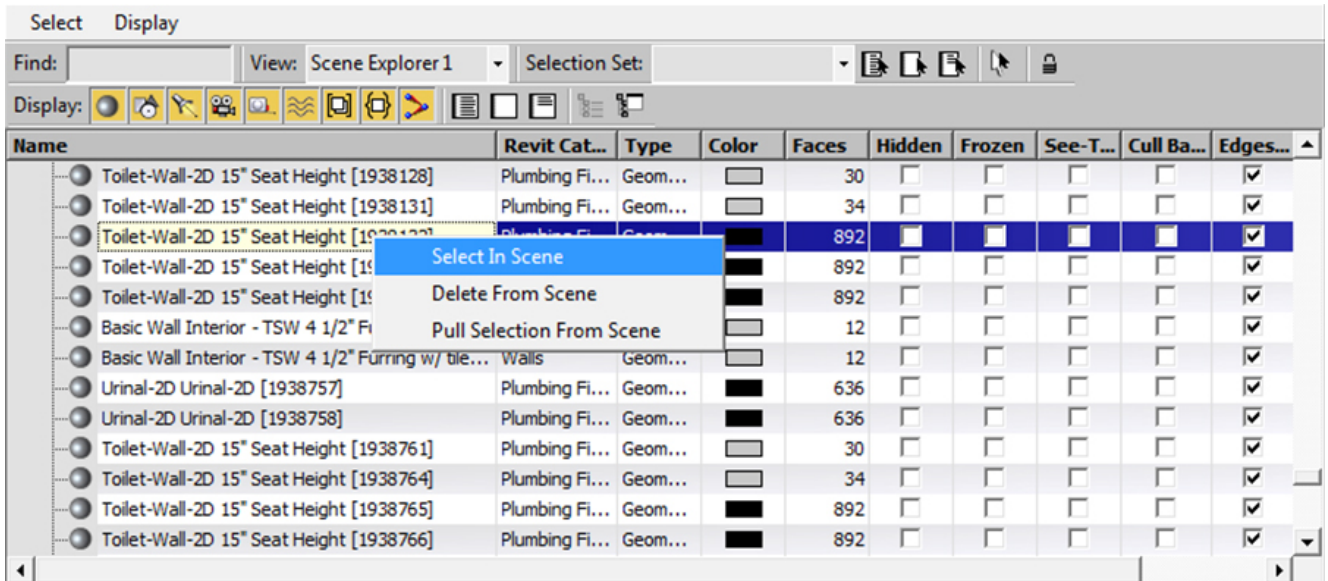 Select Display
Find: View: Scene Explorer 1 Selection Set:
Display:
Name Revit Cat... Type Color Faces Hidden Frozen See-T... Cull Ba... Edges...
Toilet-Wall-2D 15" Seat Height [1938128] Plumbing Fi... Geom... 30
Toilet-Wall-2D 15" Seat Height [1938131] Plumbing Fi... Geom... 34
Toilet-Wall-2D 15" Seat Height 892
Select In Scene
Toilet-Wall-2D 15" Seat Height [19 892
Delete From Scene
Toilet-Wall-2D 15" Seat Height [19 892
Basic Wall Interior - TSW 4 1/2" 12
Pull Selection From Scene
Basic Wall Interior - TSW 4 1/2" Furring w/ tile... Walls Geom... 12
Urinal-2D Urinal-2D [1938757] Plumbing Fi... Geom... 636
Urinal-2D Urinal-2D [1938758] Plumbing Fi... Geom... 636
Toilet-Wall-2D 15" Seat Height [1938761] Plumbing Fi... Geom... 30
Toilet-Wall-2D 15" Seat Height [1938764] Plumbing Fi... Geom... 34
Toilet-Wall-2D 15" Seat Height [1938765] Plumbing Fi... Geom... 892
Toilet-Wall-2D 15" Seat Height [1938766] Plumbing Fi... Geom... 892